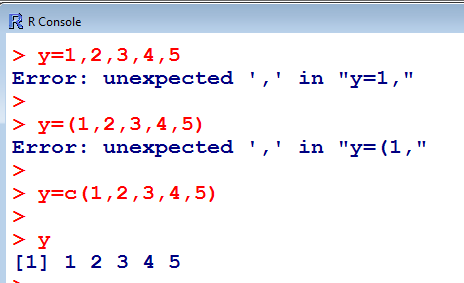 R Console
> y=1,2,3,4,5
Error: unexpected ',' in "y=1,"
>
> y=(1,2,3,4,5)
Error: unexpected ',' in "y=(1,"
>
> y=c(1,2,3,4,5)
>
> y
[1] 1 2 3 4 5
>